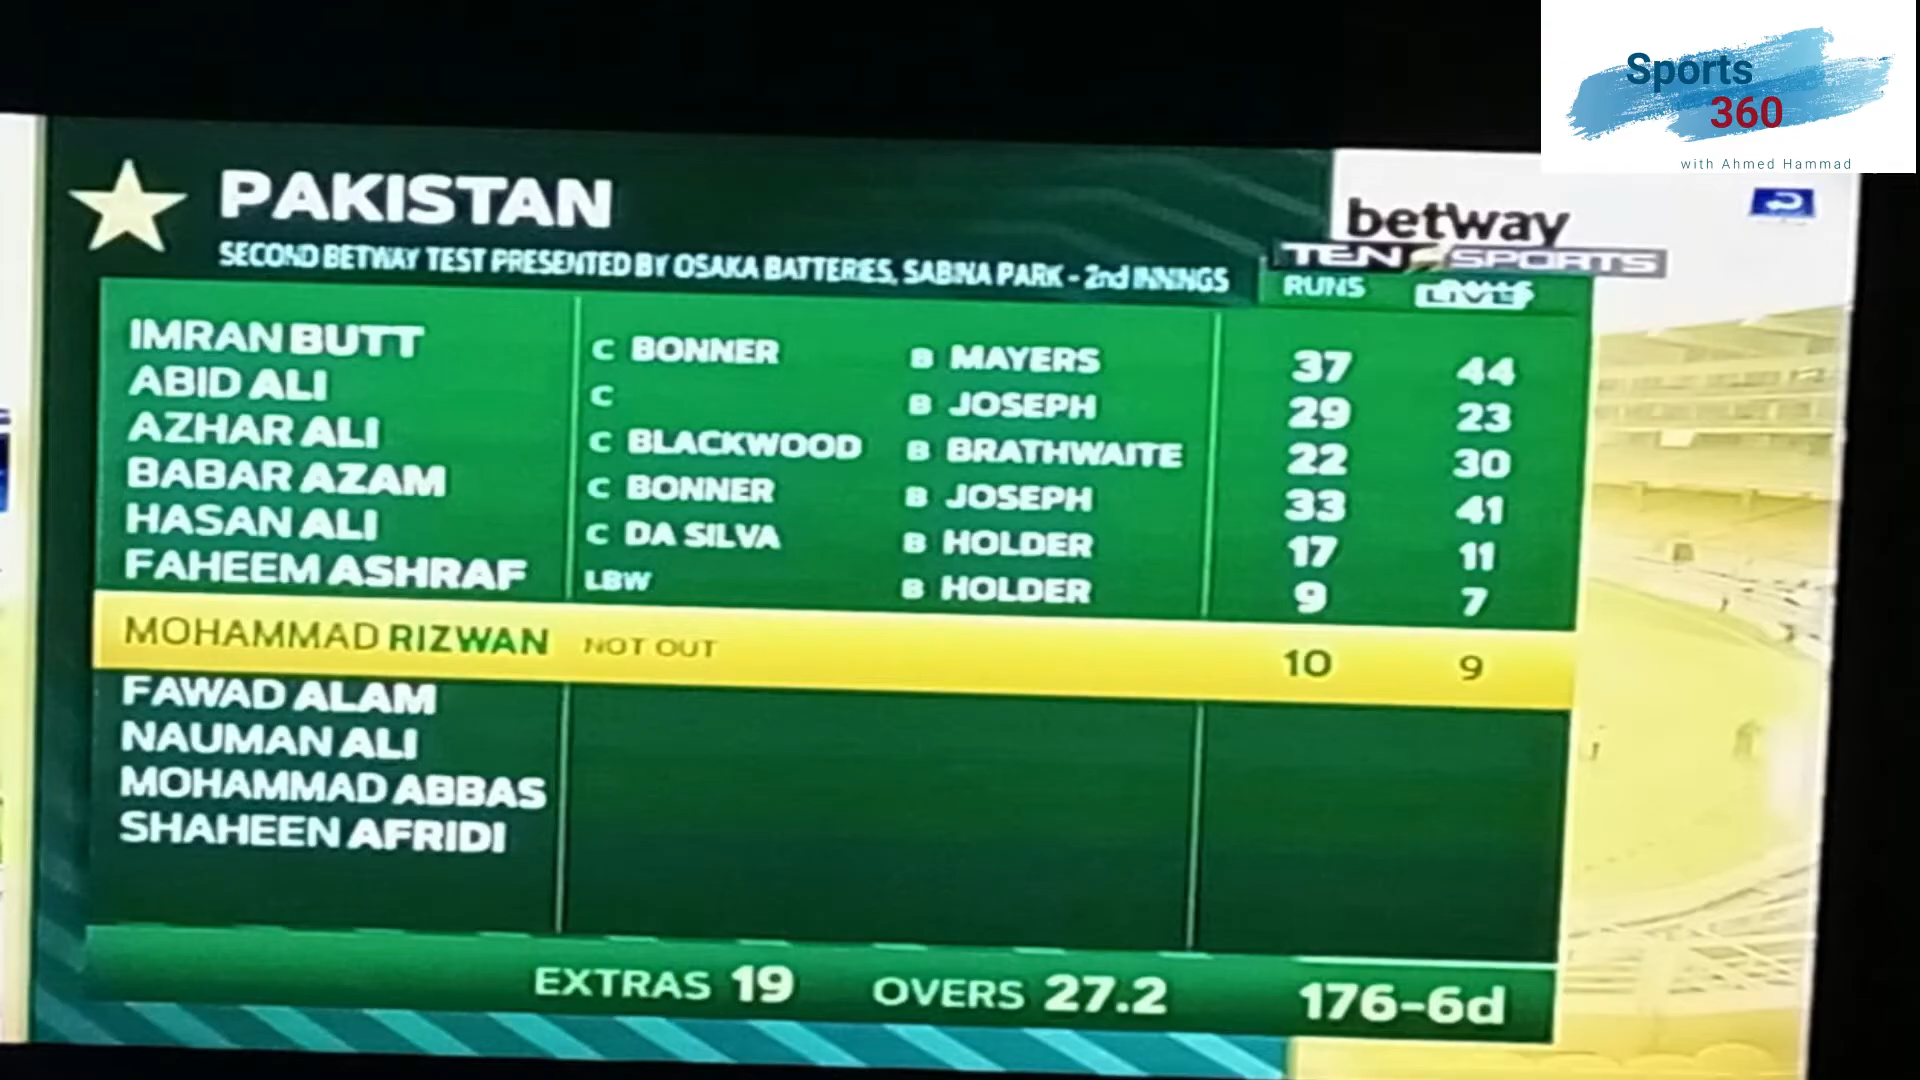 Sports
360
with Ahmed Hammad
PAKISTAN
SECOND BETWAY TEST PRESENTED BY OSAKA BATTERIES, SABINA PARK - 2nd INNINGS
betway
TEN SPORTS
RUNS LIVE
IMRAN BUTT C BONNER B MAYERS 37 44
ABID ALI C B JOSEPH 29 23
AZHAR ALI C BLACKWOOD B BRATHWAITE 22 30
BABAR AZAM C BONNER B JOSEPH 33 41
HASAN ALI C DA SILVA B HOLDER 17 11
FAHEEM ASHRAF LBW B HOLDER 9 7
MOHAMMAD RIZWAN NOT OUT 10 9
FAWAD ALAM
NAUMAN ALI
MOHAMMAD ABBAS
SHAHEEN AFRIDI
EXTRAS 19 OVERS 27.2 176-6d